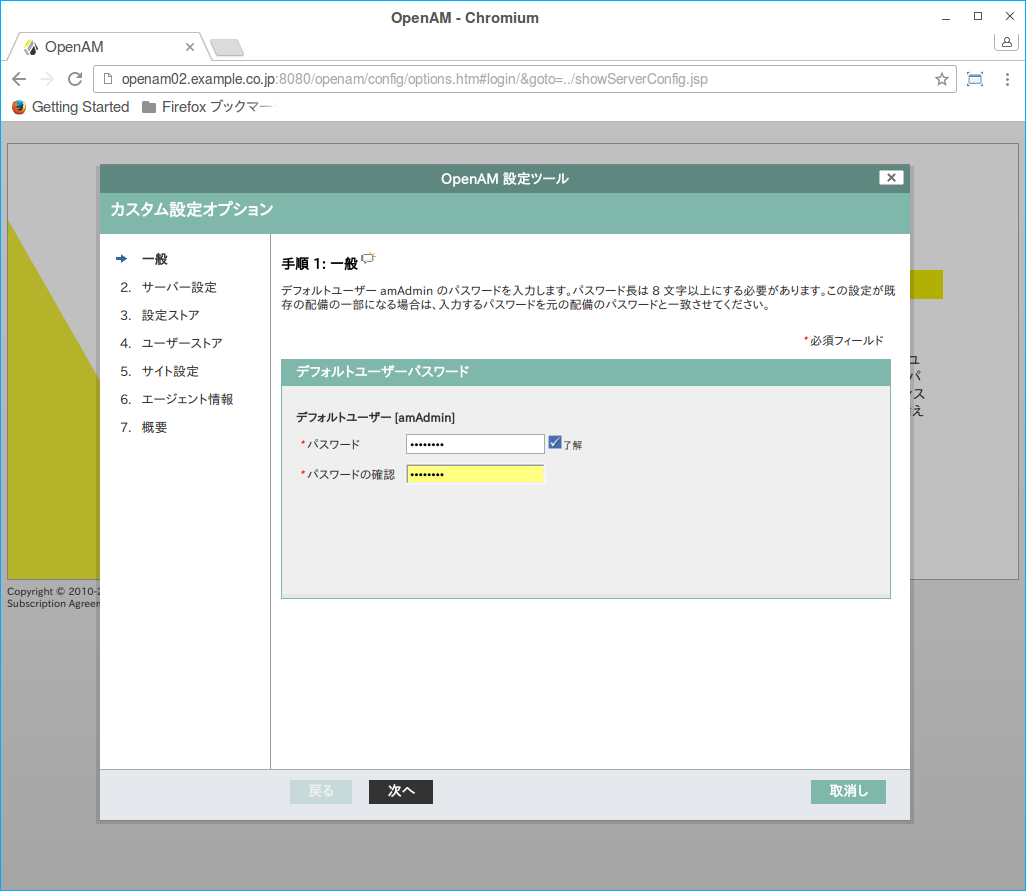 OpenAM - Chromium
OpenAM
openam02.example.co.jp:8080/openam/config/options.htm#login/&goto=../showServerConfig.jsp
Getting Started Firefox ブックマー
OpenAM 設定ツール
カスタム設定オプション
一般
2. サーバー設定
3. 設定ストア
4. ユーザーストア
5. サイト設定
6. エージェント情報
7. 概要
手順 1: 一般
デフォルトユーザー amAdmin のパスワードを入力します。パスワード長は 8 文字以上にする必要があります。この設定が既
存の配備の一部になる場合は、入力するパスワードを元の配備のパスワードと一致させてください。
*必須フィールド
デフォルトユーザーパスワード
デフォルトユーザー [amAdmin]
*パスワード •••••••• 了解
*パスワードの確認 ••••••••
ユ
パ
ス
え
Copyright © 2010-
Subscription Agree
戻る 次へ 取消し